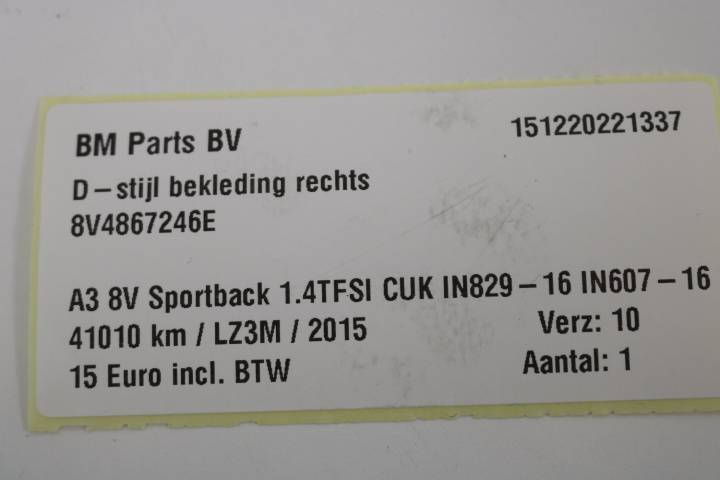 BM Parts BV 151220221337
D-stijl bekleding rechts
8V4867246E
A3 8V Sportback 1.4TFSI CUK IN829-16 IN607-16
41010 km / LZ3M / 2015 Verz: 10
15 Euro incl. BTW Aantal: 1